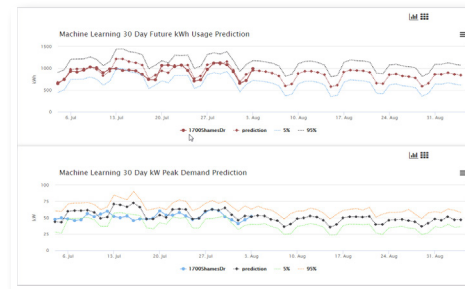 Machine Learning 30 Day Future kWh Usage Prediction
1500
1000
500
0
kWh
6. Jul 13. Jul 20. Jul 27. Jul 3. Aug 10. Aug 17. Aug 24. Aug 31. Aug
1700ShamesDr prediction 5% 95%
Machine Learning 30 Day kW Peak Demand Prediction
100
75
50
25
0
kW
6. Jul 13. Jul 20. Jul 27. Jul 3. Aug 10. Aug 17. Aug 24. Aug 31. Aug
1700ShamesDr prediction 5% 95%